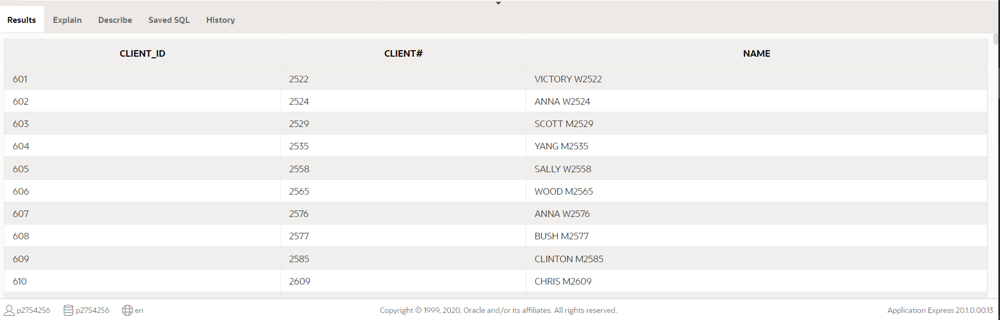 Results Explain Describe Saved SQL History
CLIENT_ID CLIENT# NAME
601 2522 VICTORY W2522
602 2524 ANNA W2524
603 2529 SCOTT M2529
604 2535 YANG M2535
605 2558 SALLY W2558
606 2565 WOOD M2565
607 2576 ANNA W2576
608 2577 BUSH M2577
609 2585 CLINTON M2585
610 2609 CHRIS M2609
p2754256 p2754256 en Copyright © 1999, 2020, Oracle and/or its affiliates. All rights reserved. Application Express 20.1.0.00.13